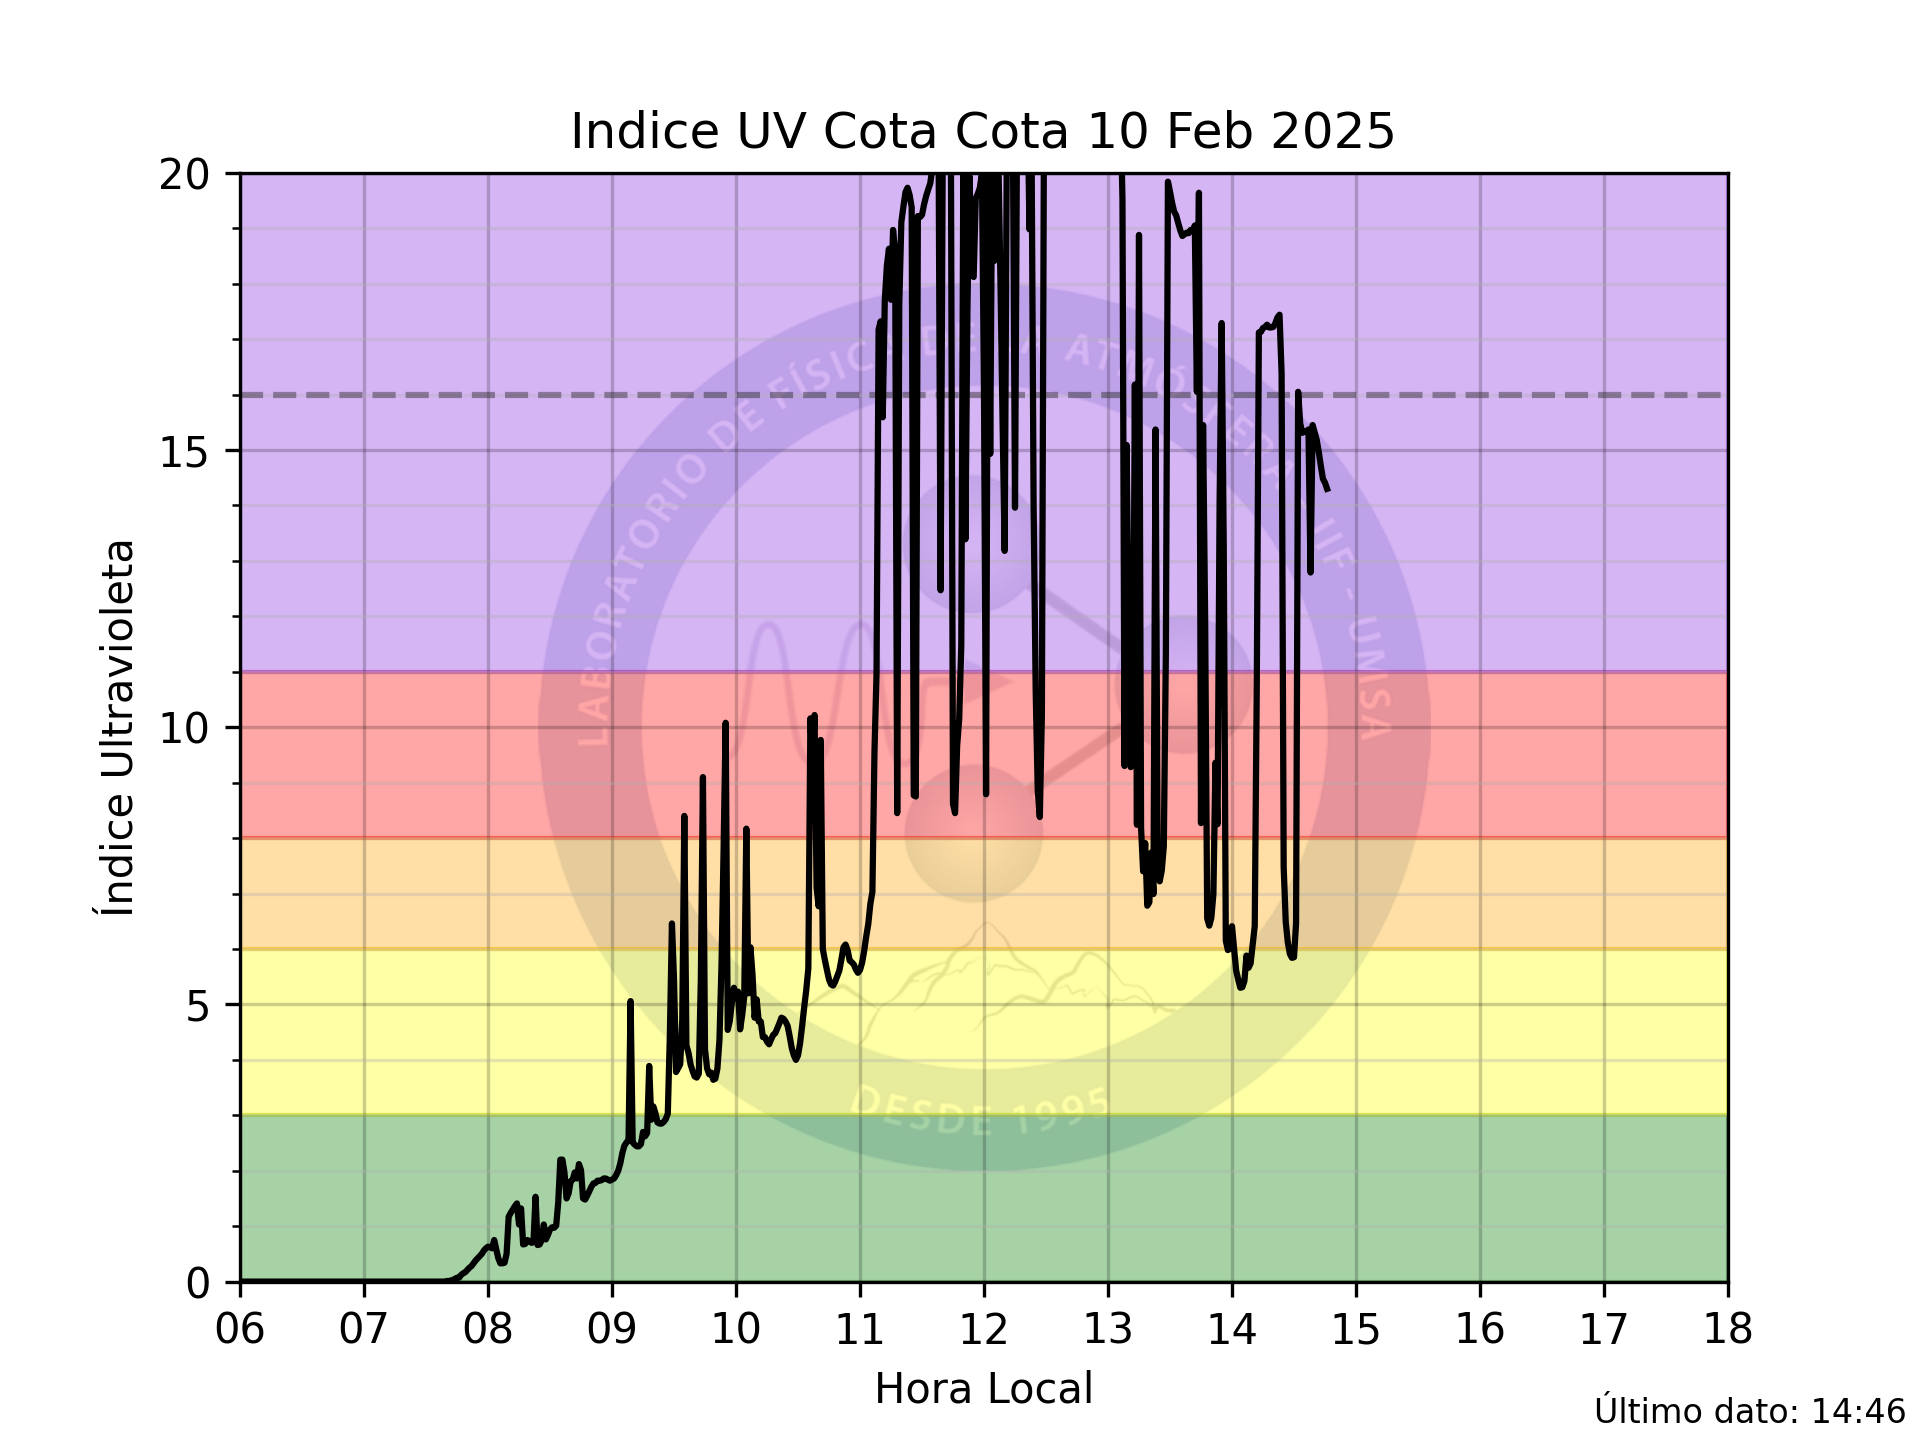 Indice UV Cota Cota 10 Feb 2025
20
15
10
5
0
Índice Ultravioleta
LABORATORIO DE FÍSICA DE LA ATMÓSFERA IIF - UMSA
DESDE 1995
06 07 08 09 10 11 12 13 14 15 16 17 18
Hora Local
Último dato: 14:46